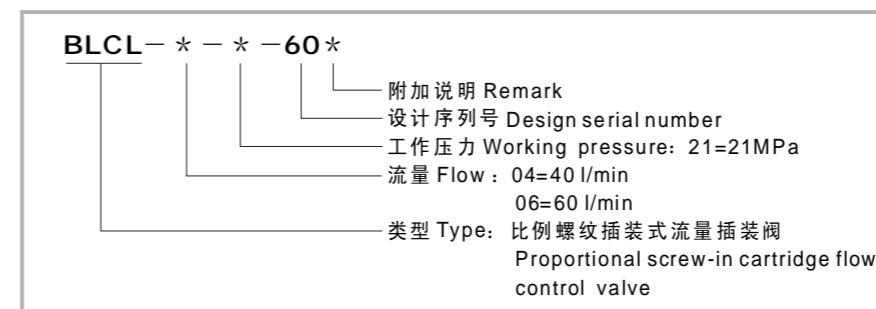 BLCL－*－*－60*
附加说明 Remark
设计序列号 Design serial number
工作压力 Working pressure：21=21MPa
流量 Flow：04=40 l/min
06=60 l/min
类型 Type：比例螺纹插装式流量插装阀
Proportional screw-in cartridge flow
control valve